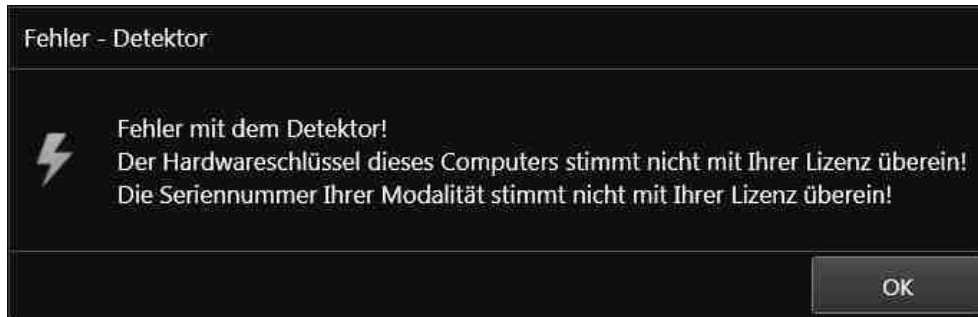 Fehler - Detektor
Fehler mit dem Detektor!
Der Hardwareschlüssel dieses Computers stimmt nicht mit Ihrer Lizenz überein!
Die Seriennummer Ihrer Modalität stimmt nicht mit Ihrer Lizenz überein!
OK